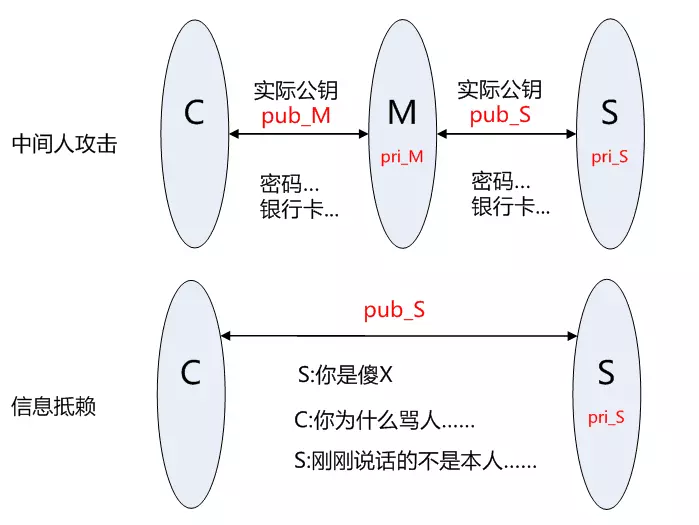 实际公钥
pub_M
实际公钥
pub_S
C
M
S
中间人攻击
pri_M
pri_S
密码...
银行卡...
密码...
银行卡...
pub_S
C
S
S:你是傻X
信息抵赖
C:你为什么骂人......
pri_S
S:刚刚说话的不是本人......